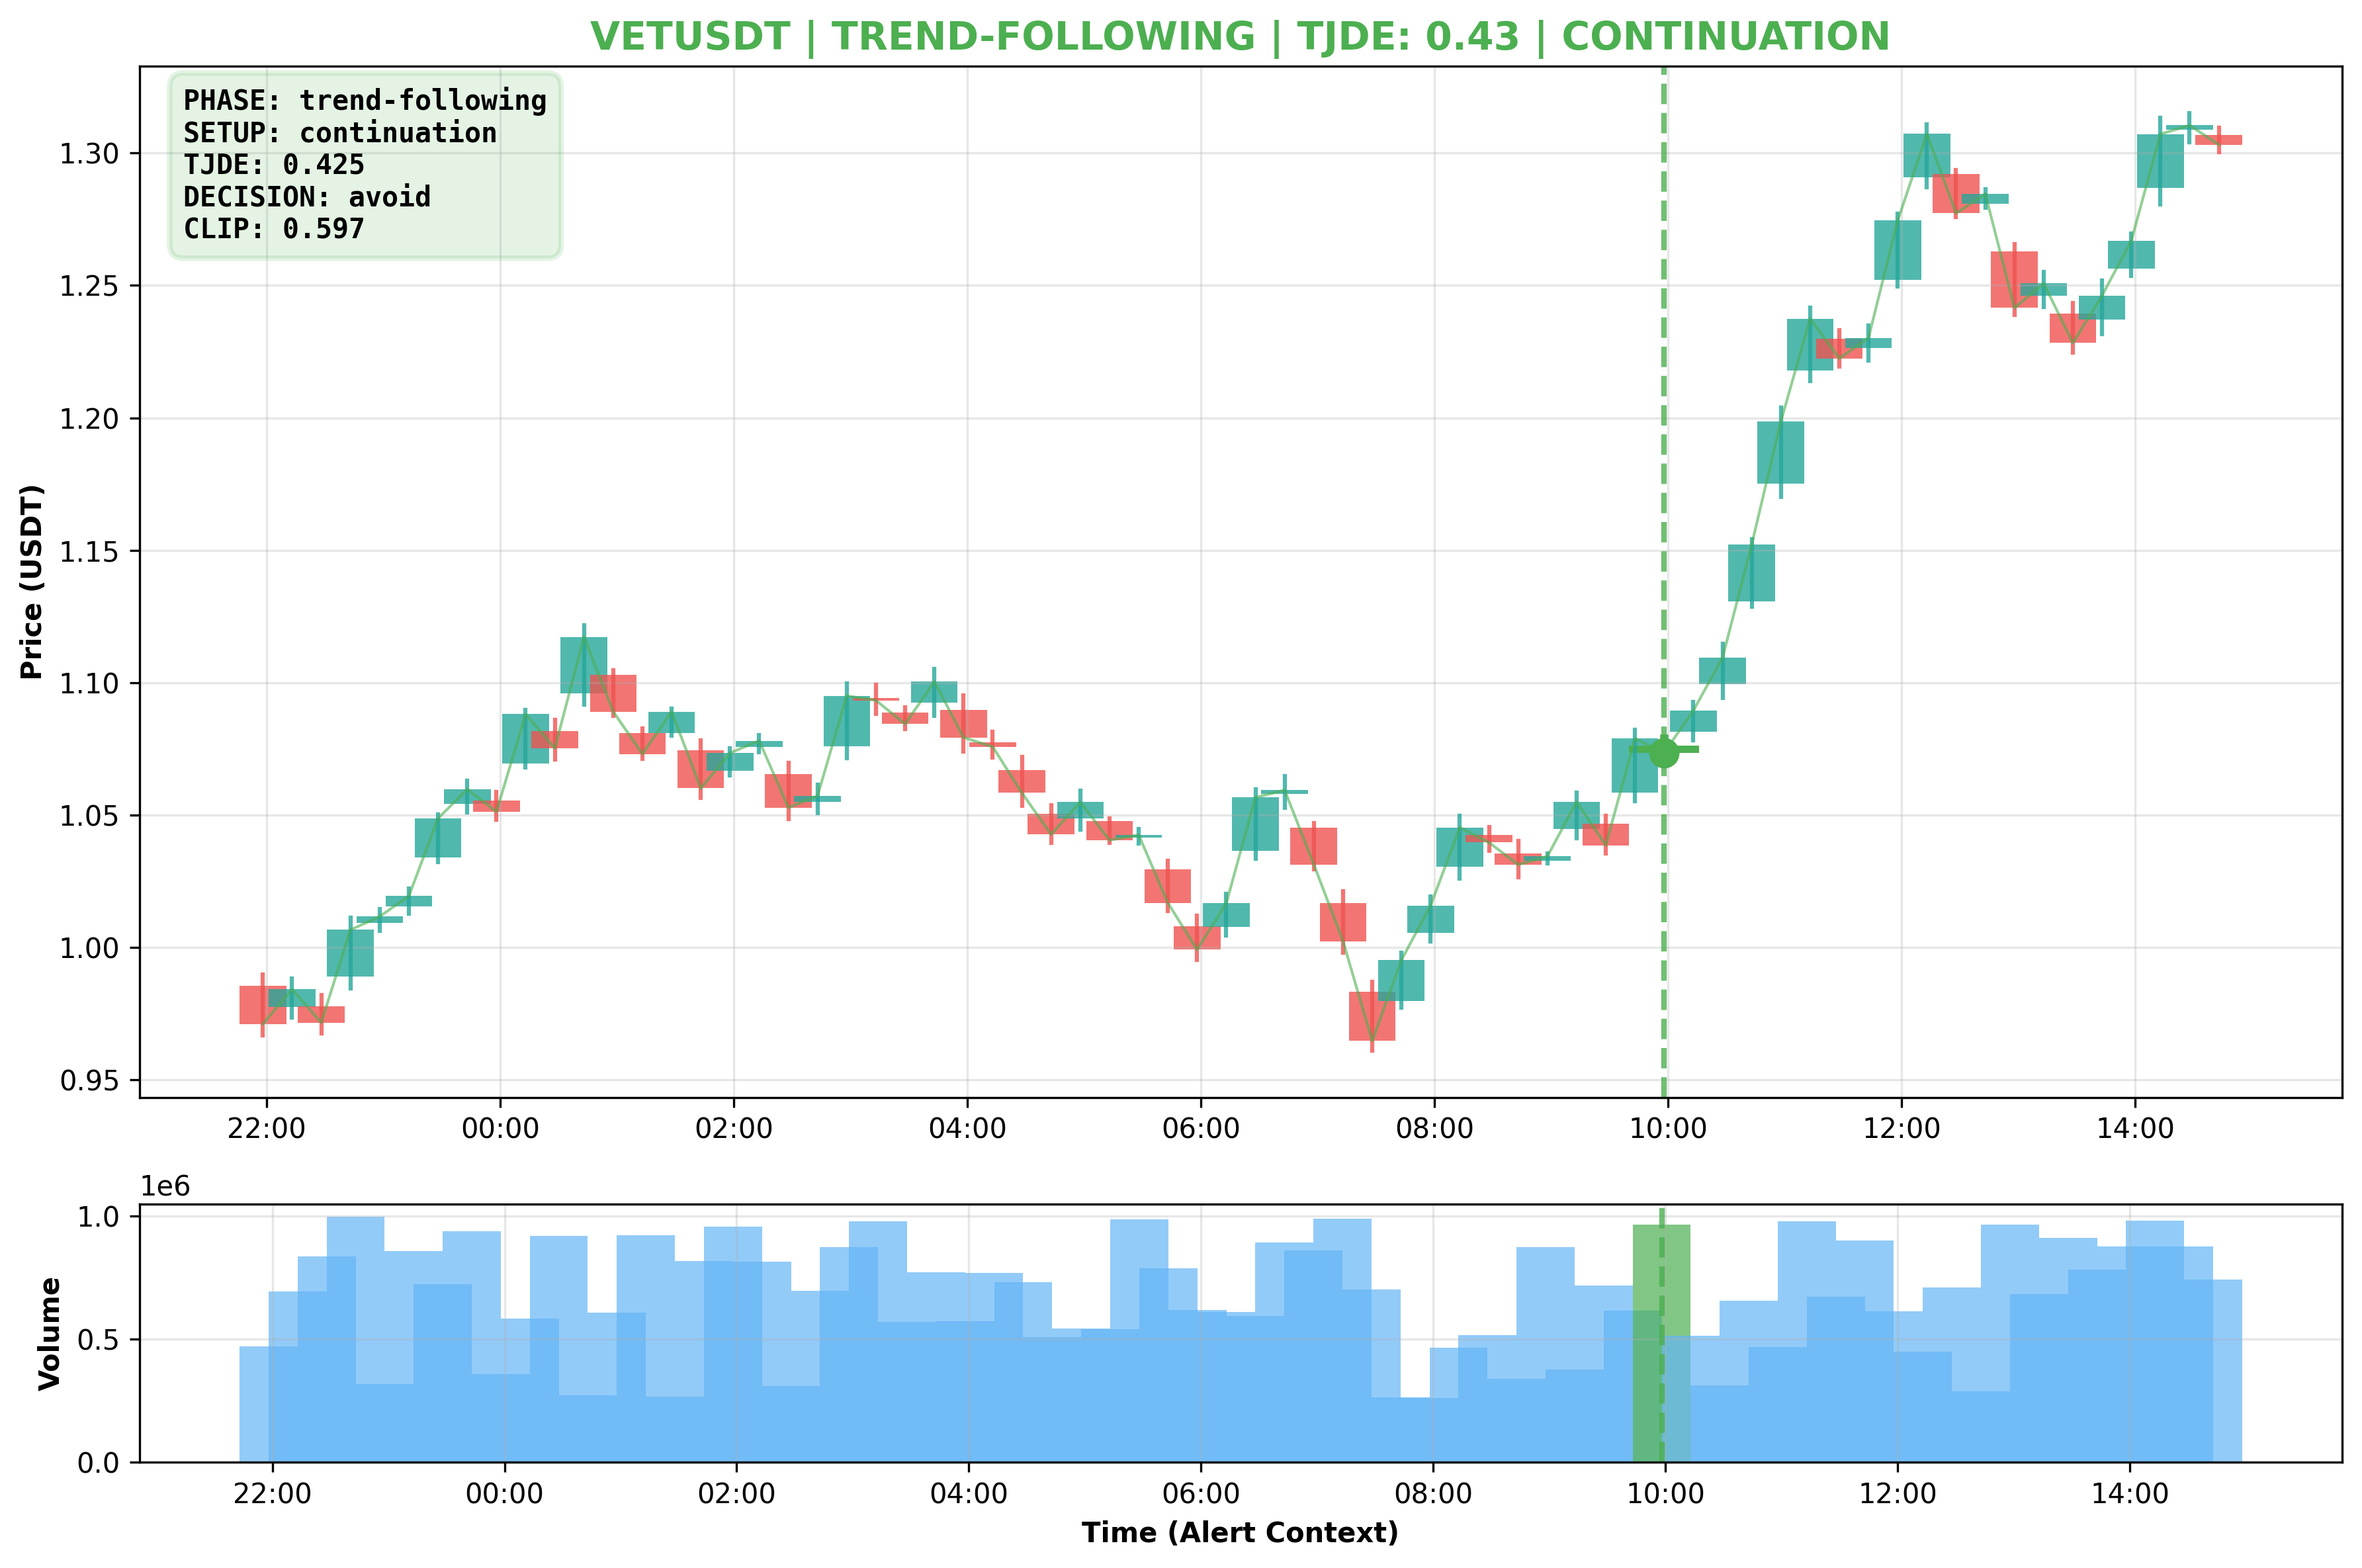 VETUSDT | TREND-FOLLOWING | TJDE: 0.43 | CONTINUATION
PHASE: trend-following
SETUP: continuation
TJDE: 0.425
DECISION: avoid
CLIP: 0.597
Price (USDT)
1.30
1.25
1.20
1.15
1.10
1.05
1.00
0.95
22:00 00:00 02:00 04:00 06:00 08:00 10:00 12:00 14:00
1e6
Volume
1.0
0.5
0.0
22:00 00:00 02:00 04:00 06:00 08:00 10:00 12:00 14:00
Time (Alert Context)